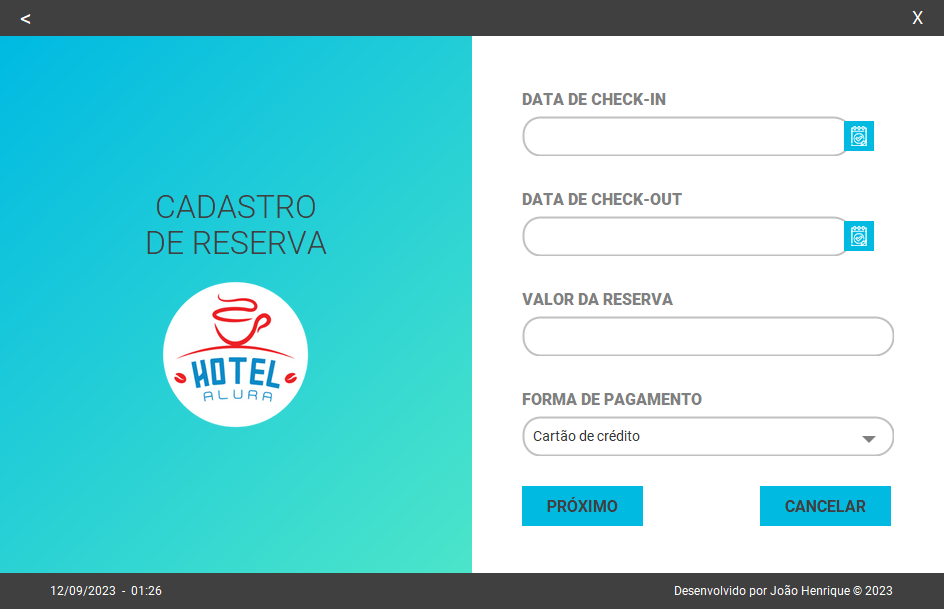 <
X
CADASTRO
DE RESERVA
HOTEL
ALURA
DATA DE CHECK-IN
DATA DE CHECK-OUT
VALOR DA RESERVA
FORMA DE PAGAMENTO
Cartão de crédito
PRÓXIMO
CANCELAR
12/09/2023 - 01:26
Desenvolvido por João Henrique © 2023